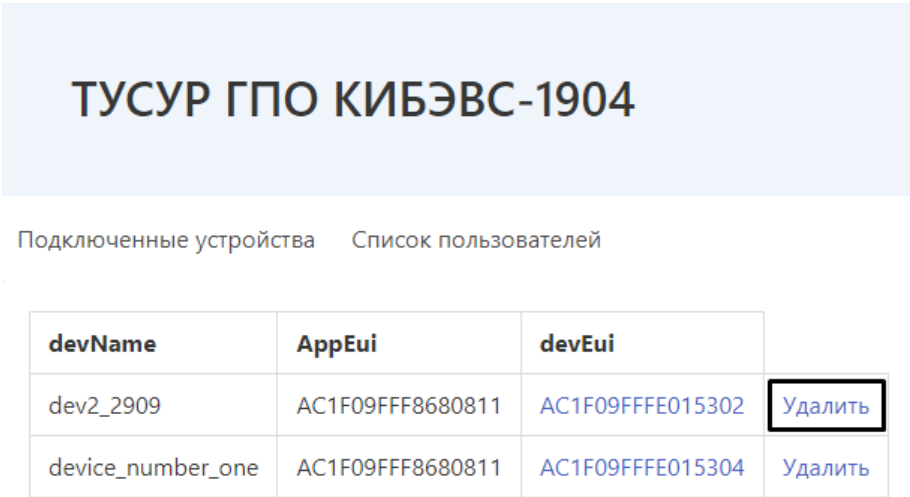 ТУСУР ГПО КИБЭВС-1904
Подключенные устройства Список пользователей
devName AppEui devEui
dev2_2909 AC1F09FFF8680811 AC1F09FFFE015302 Удалить
device_number_one AC1F09FFF8680811 AC1F09FFFE015304 Удалить